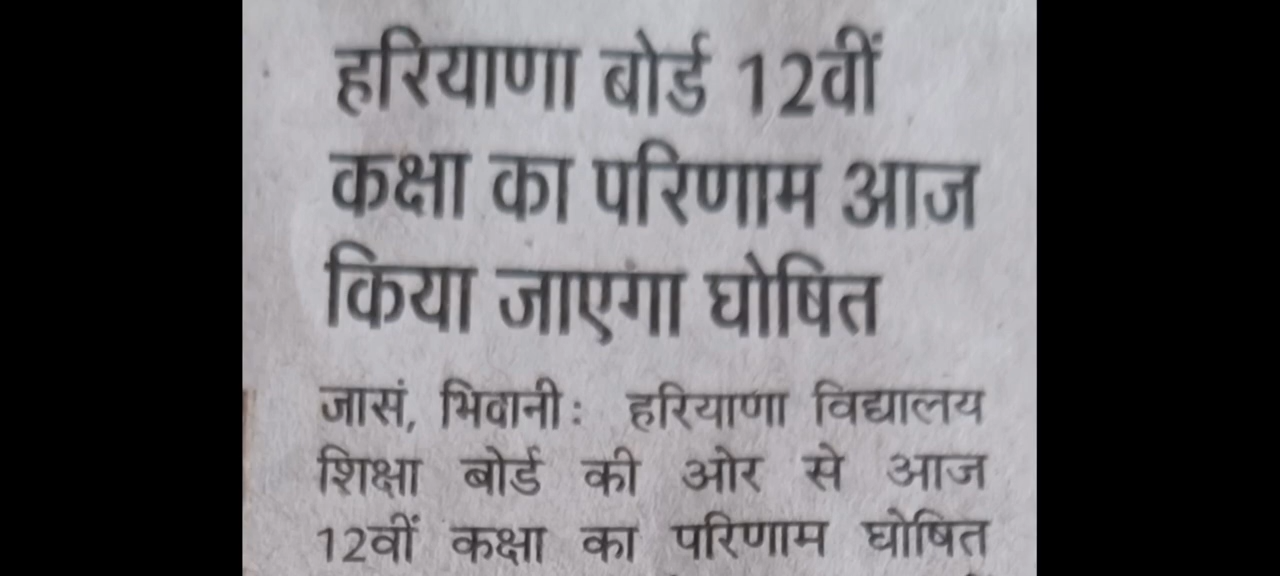 हरियाणा बोर्ड 12वीं
कक्षा का परिणाम आज
किया जाएगा घोषित
जासं, भिवानी: हरियाणा विद्यालय
शिक्षा बोर्ड की ओर से आज
12वीं कक्षा का परिणाम घोषित